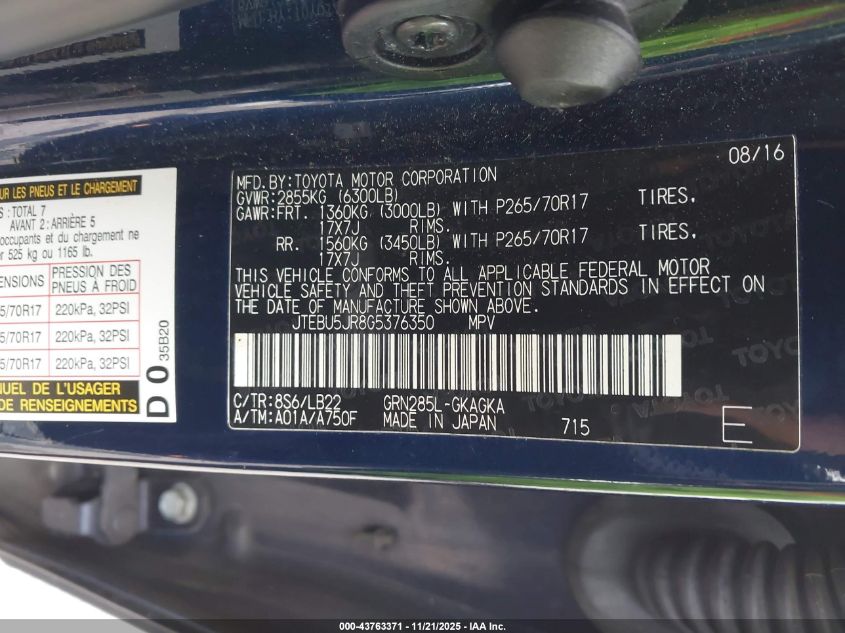 08/16
MFD.BY:TOYOTA MOTOR CORPORATION
GVWR:2855KG (6300LB)
GAWR:FRT. 1360KG (3000LB) WITH P265/70R17 TIRES,
17X7J RIMS.
RR. 1560KG (3450LB) WITH P265/70R17 TIRES,
17X7J RIMS.
THIS VEHICLE CONFORMS TO ALL APPLICABLE FEDERAL MOTOR
VEHICLE SAFETY AND THEFT PREVENTION STANDARDS IN EFFECT ON
THE DATE OF MANUFACTURE SHOWN ABOVE.
JTEBU5JR8G5376350 MPV
C/TR:8S6/LB22 GRN285L-GKAGKA
A/TM:A01A/A750F MADE IN JAPAN 715 E
LES PNEUS ET LE CHARGEMENT
: TOTAL 7
AVANT 2: ARRIÈRE 5
occupants et du chargement ne
525 kg ou 1165 lb.
PRESSION DES
PNEUS À FROID
5/70R17 220kPa, 32PSI
5/70R17 220kPa, 32PSI
5/70R17 220kPa, 32PSI
DE L'USAGER
DE RENSEIGNEMENTS
D 0 35B20
000-43763371 - 11/21/2025 - IAA Inc.